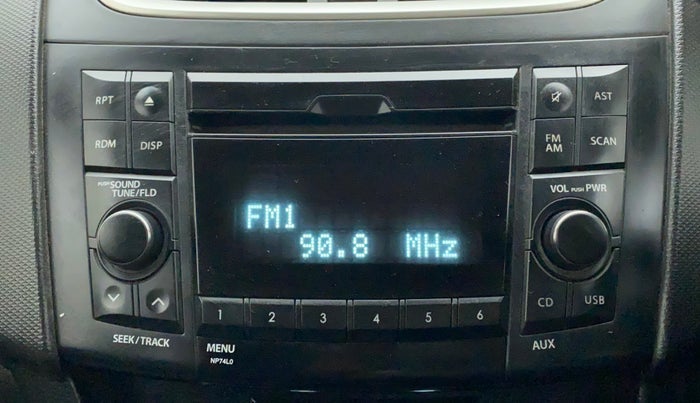 RPT
AST
RDM DISP
FM
AM
SCAN
PUSH SOUND
TUNE/FLD
VOL PUSH PWR
FM1
90.8 MHz
CD USB
1 2 3 4 5 6
SEEK/TRACK
MENU
AUX
NP74L0